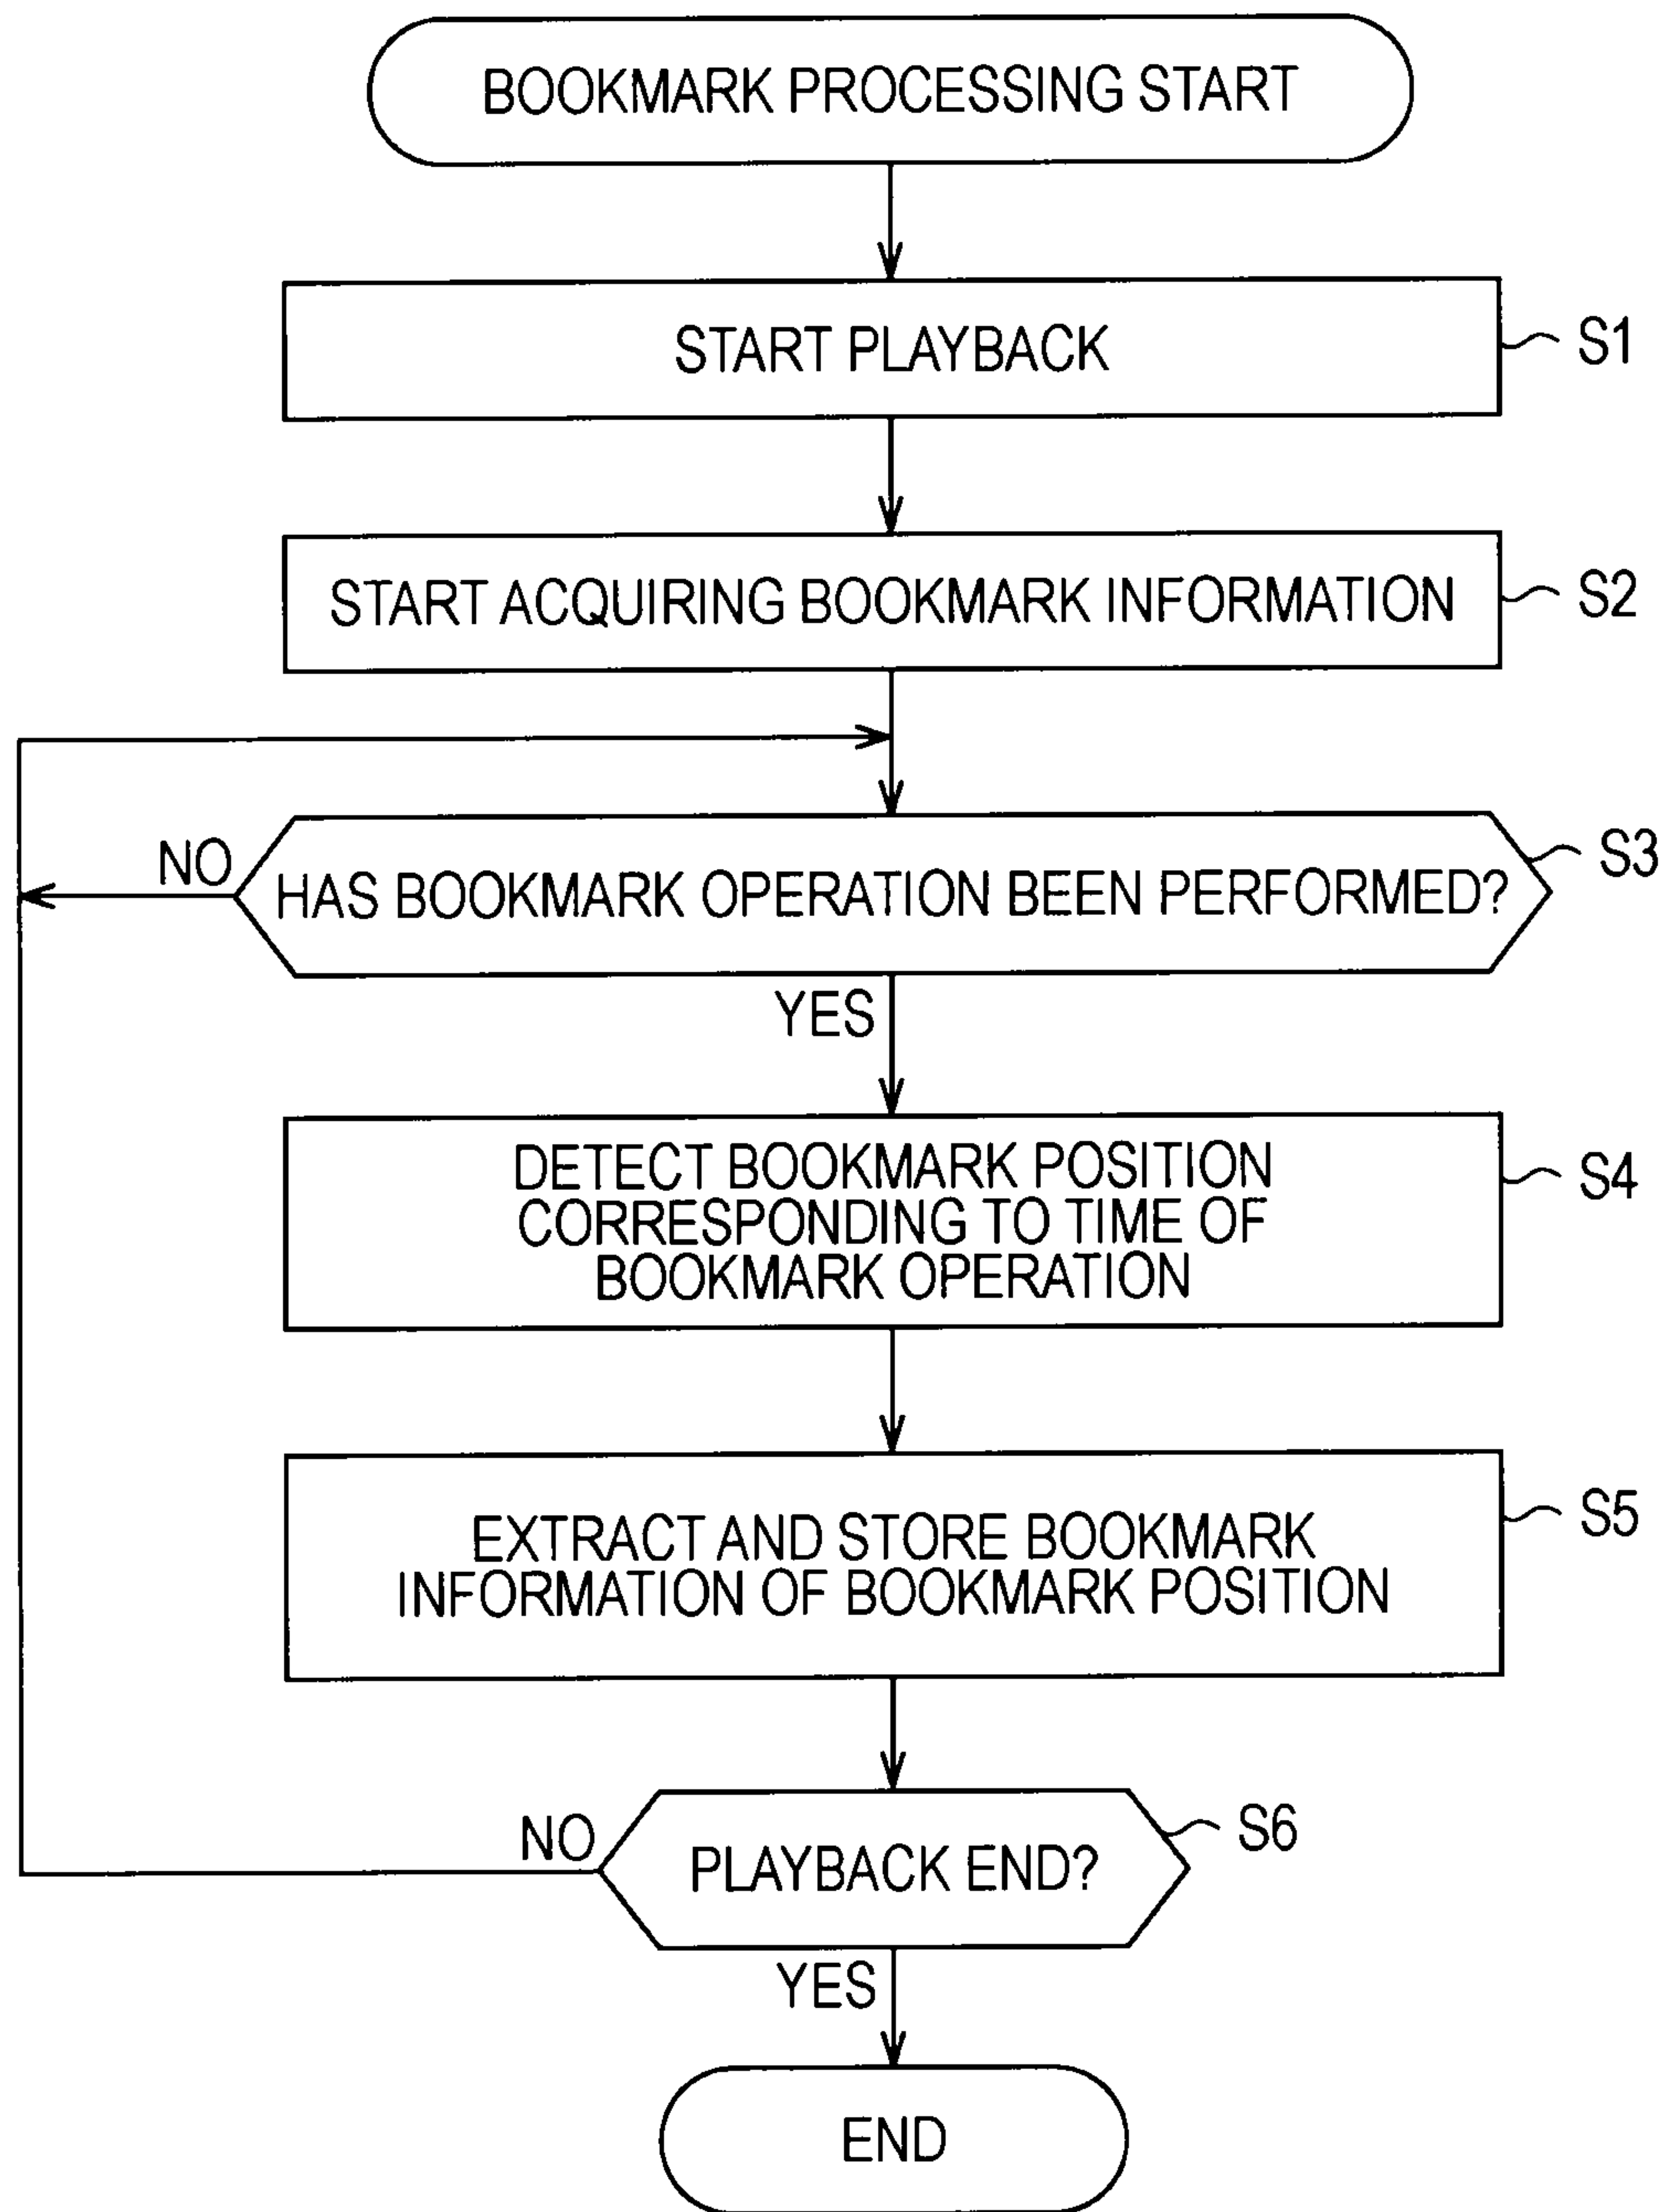 BOOKMARK PROCESSING START
START PLAYBACK
S1
START ACQUIRING BOOKMARK INFORMATION
S2
NO
HAS BOOKMARK OPERATION BEEN PERFORMED?
S3
YES
DETECT BOOKMARK POSITION
CORRESPONDING TO TIME OF
BOOKMARK OPERATION
S4
EXTRACT AND STORE BOOKMARK
INFORMATION OF BOOKMARK POSITION
S5
NO
PLAYBACK END?
S6
YES
END